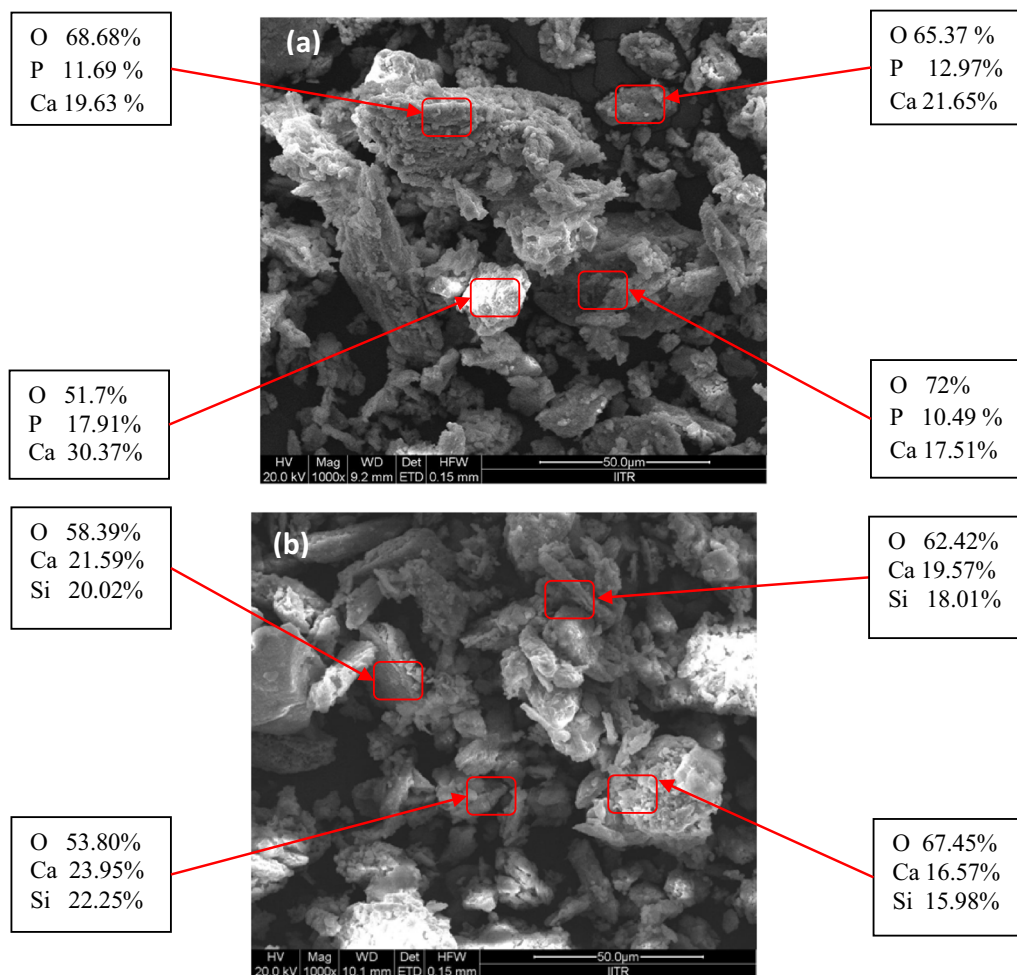 O 68.68%
P 11.69 %
Ca 19.63 %
(a)
O 65.37 %
P 12.97%
Ca 21.65%
O 51.7%
P 17.91%
Ca 30.37%
O 72%
P 10.49 %
Ca 17.51%
HV Mag WD Det HFW 50.0µm
20.0 kV 1000x 9.2 mm ETD 0.15 mm IITR
O 58.39%
Ca 21.59%
Si 20.02%
(b)
O 62.42%
Ca 19.57%
Si 18.01%
O 53.80%
Ca 23.95%
Si 22.25%
O 67.45%
Ca 16.57%
Si 15.98%
HV Mag WD Det HFW 50.0µm
20.0 kV 1000x 10.1 mm ETD 0.15 mm IITR